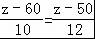 z − 60 / 10 = z − 50 / 12